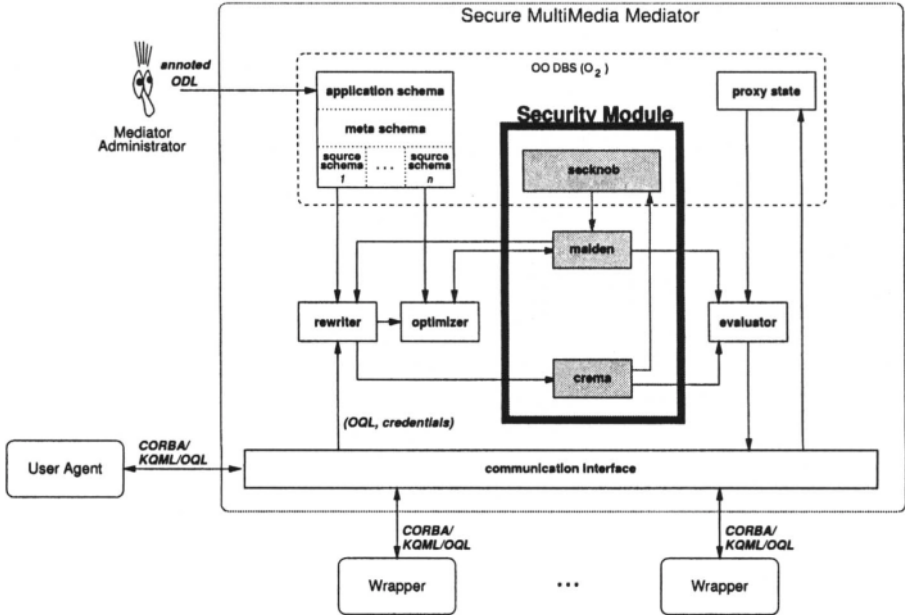 Secure MultiMedia Mediator
annoted
ODL
Mediator
Administrator
OO DBS (O2)
application schema
meta schema
source
schema
1
...
source
schema
n
proxy state
Security Module
secknob
maiden
rewriter
optimizer
evaluator
crema
(OQL, credentials)
User Agent
CORBA/
KQML/OQL
communication interface
CORBA/
KQML/OQL
CORBA/
KQML/OQL
Wrapper
...
Wrapper